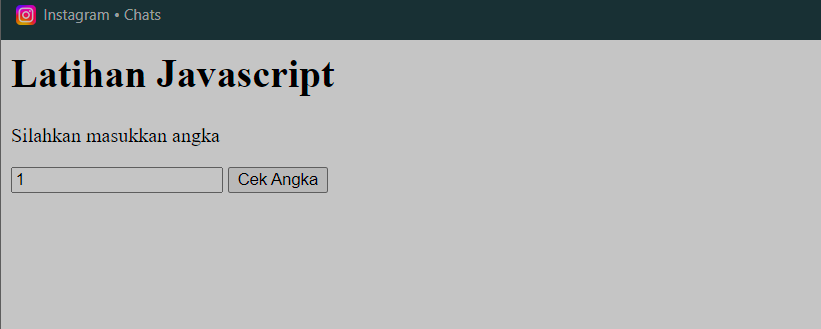 Instagram • Chats
Latihan Javascript
Silahkan masukkan angka
1 Cek Angka